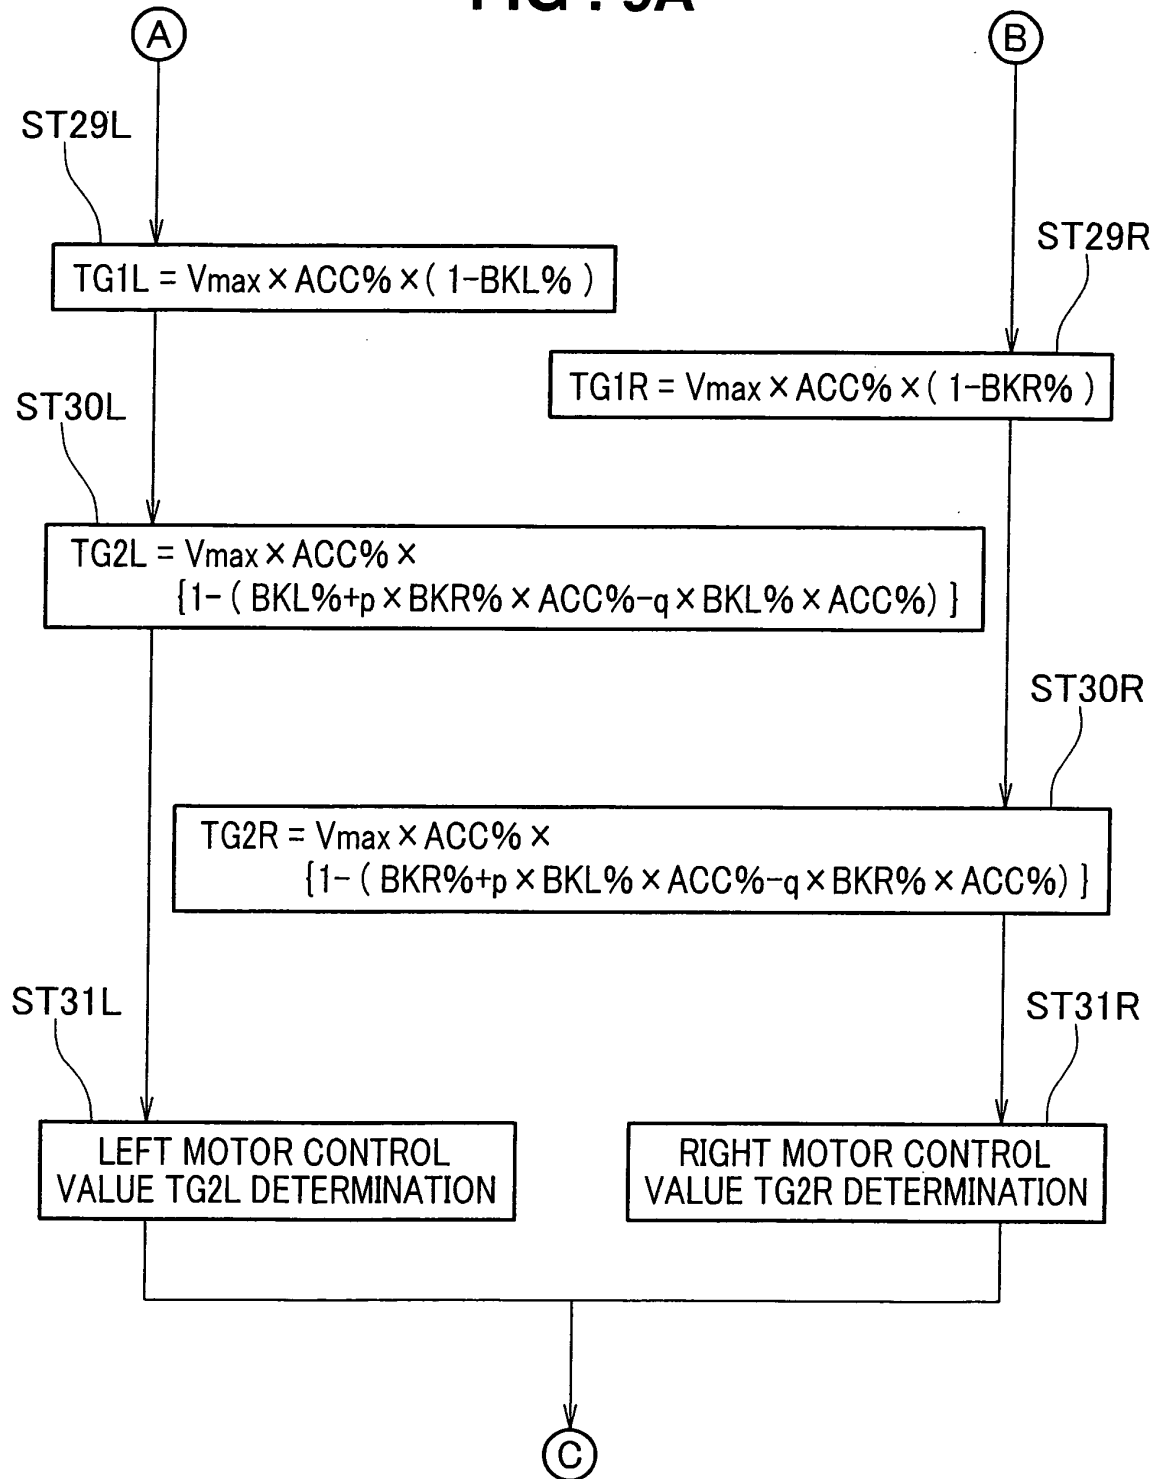 FIG. 9A
A
B
ST29L
TG1L = Vmax × ACC% × ( 1-BKL% )
ST29R
TG1R = Vmax × ACC% × ( 1-BKR% )
ST30L
TG2L = Vmax × ACC% ×
{1- ( BKL%+p × BKR% × ACC%-q × BKL% × ACC%) }
ST30R
TG2R = Vmax × ACC% ×
{1- ( BKR%+p × BKL% × ACC%-q × BKR% × ACC%) }
ST31L
LEFT MOTOR CONTROL
VALUE TG2L DETERMINATION
ST31R
RIGHT MOTOR CONTROL
VALUE TG2R DETERMINATION
C